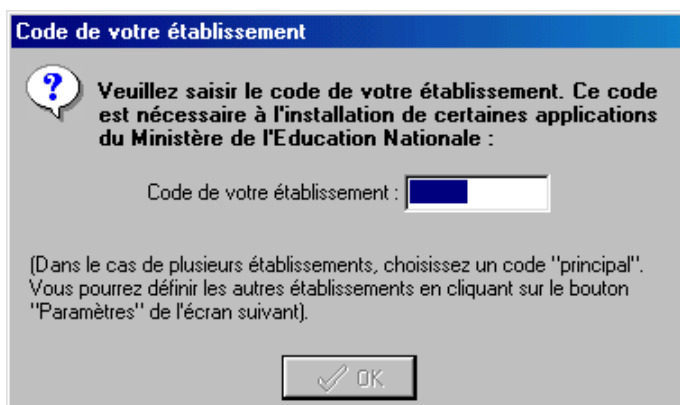 Code de votre établissement
Veuillez saisir le code de votre établissement. Ce code
est nécessaire à l'installation de certaines applications
du Ministère de l'Education Nationale :
Code de votre établissement :
(Dans le cas de plusieurs établissements, choisissez un code "principal".
Vous pourrez définir les autres établissements en cliquant sur le bouton
"Paramètres" de l'écran suivant).
OK